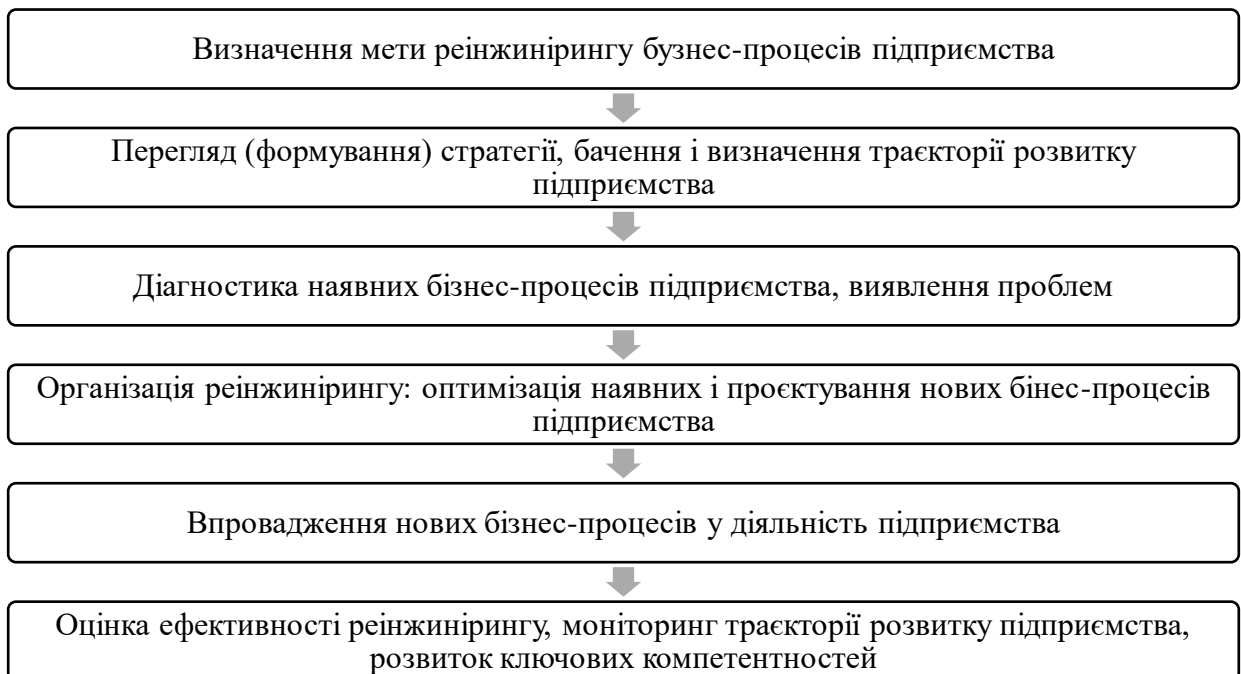 Визначення мети реінжинірингу бузнес-процесів підприємства
Перегляд (формування) стратегії, бачення і визначення траєкторії розвитку
підприємства
Діагностика наявних бізнес-процесів підприємства, виявлення проблем
Організація реінжинірингу: оптимізація наявних і проєктування нових бінес-процесів
підприємства
Впровадження нових бізнес-процесів у діяльність підприємства
Оцінка ефективності реінжинірингу, моніторинг траєкторії розвитку підприємства,
розвиток ключових компетентностей